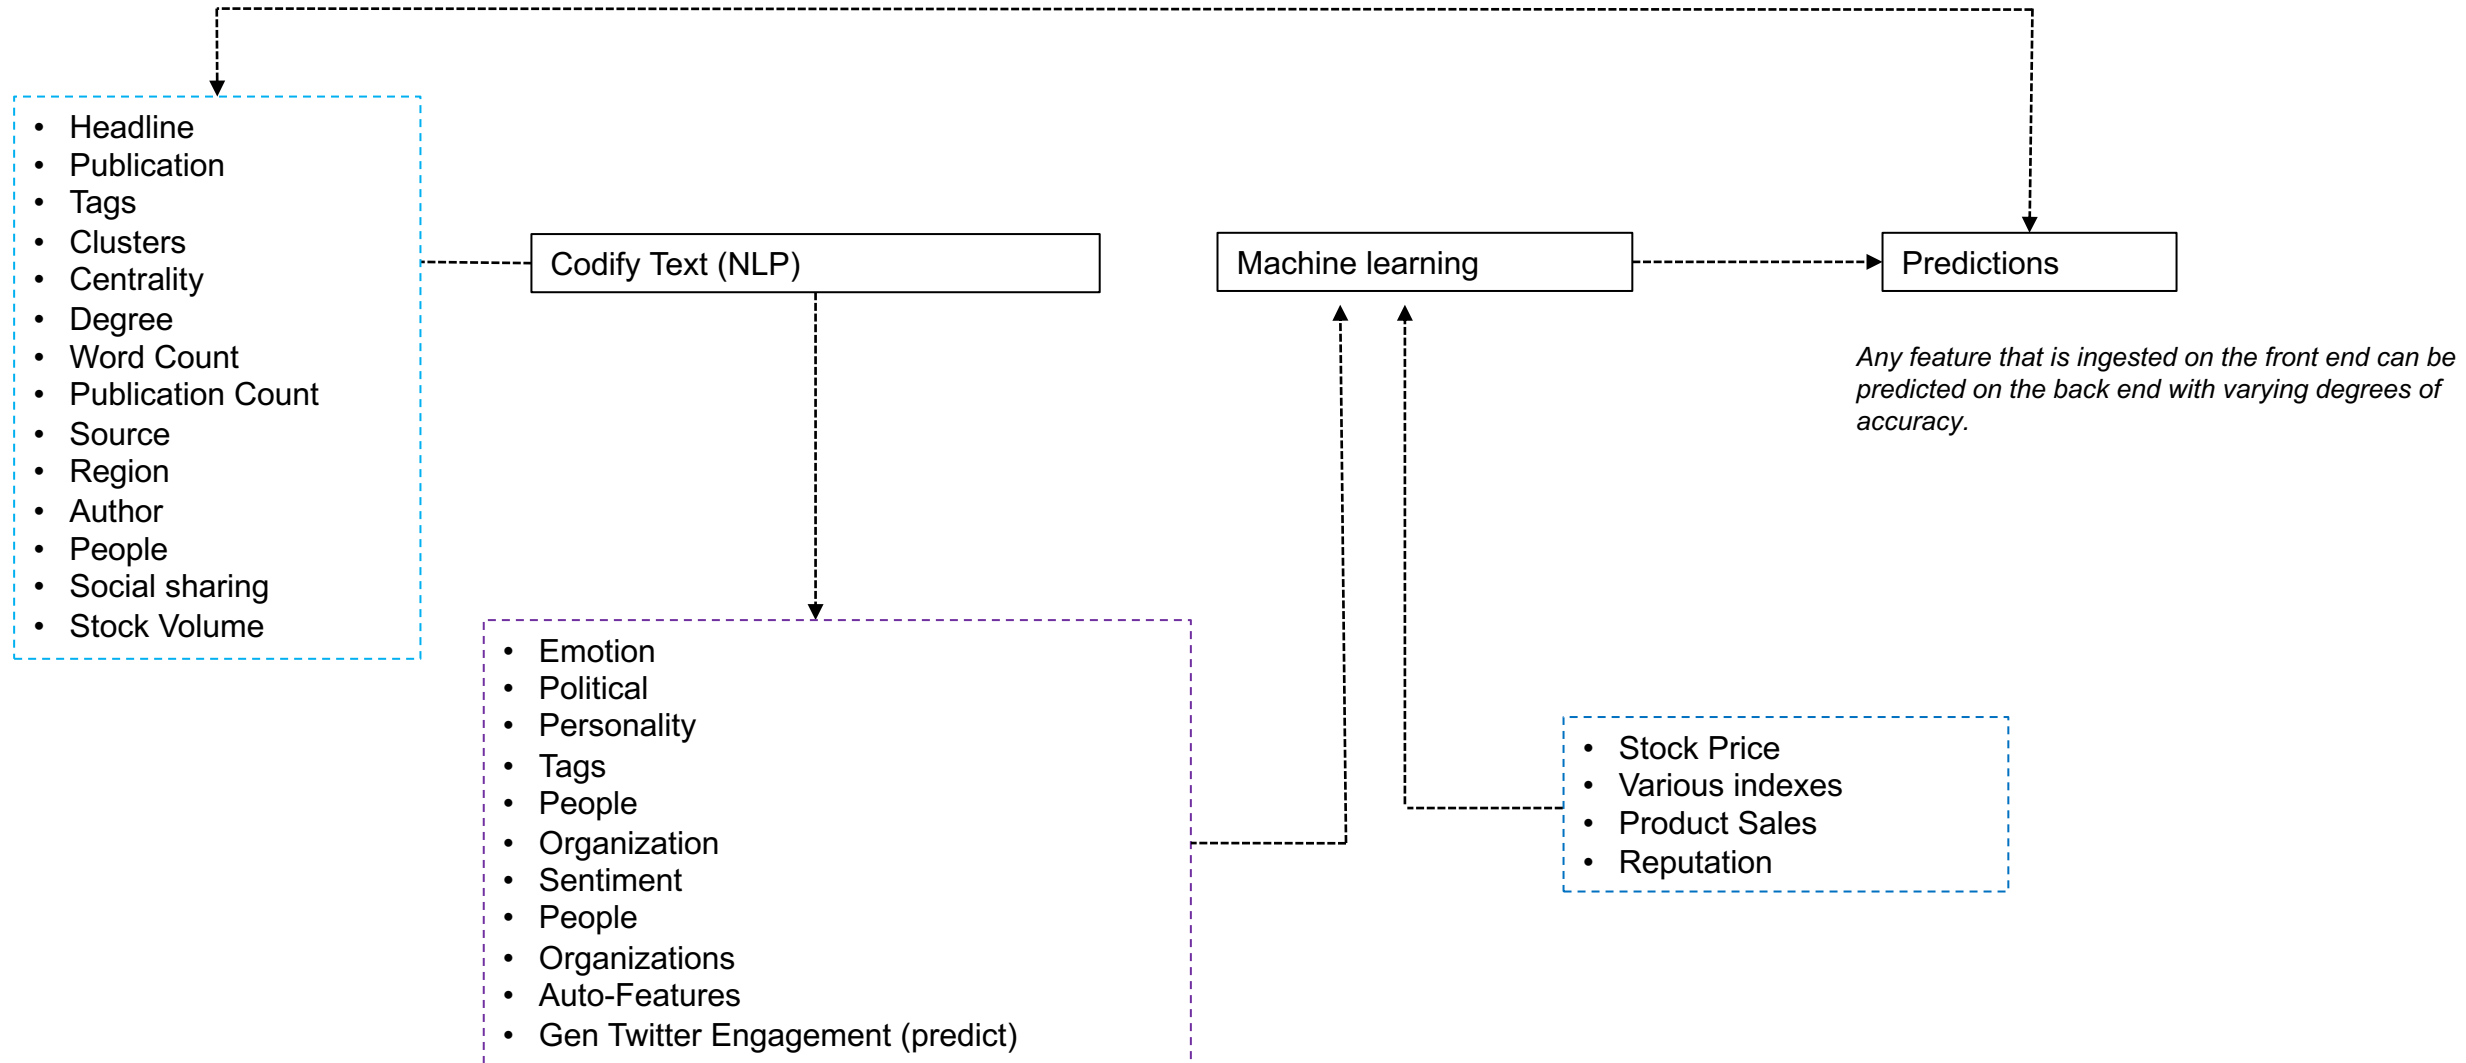 • Headline
• Publication
• Tags
• Clusters
• Centrality
• Degree
• Word Count
• Publication Count
• Source
• Region
• Author
• People
• Social sharing
• Stock Volume
Codify Text (NLP)
• Emotion
• Political
• Personality
• Tags
• People
• Organization
• Sentiment
• People
• Organizations
• Auto-Features
• Gen Twitter Engagement (predict)
Machine learning
• Stock Price
• Various indexes
• Product Sales
• Reputation
Predictions
Any feature that is ingested on the front end can be
predicted on the back end with varying degrees of
accuracy.